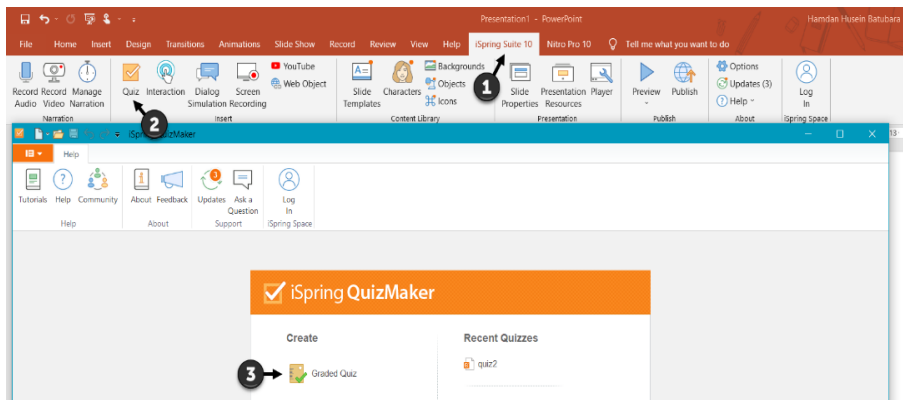 Presentation1 - PowerPoint
Hamdan Husein Batubara
File Home Insert Design Transitions Animations Slide Show Record Review View Help iSpring Suite 10 Nitro Pro 10 Tell me what you want to do
1
Record Audio
Record Video
Manage Narration
Narration
Quiz
Interaction
Dialog Simulation
Screen Recording
YouTube
Web Object
Insert
Slide Templates
Characters
Backgrounds
Objects
Icons
Content Library
Slide Properties
Presentation Resources
Player
Presentation
Preview
Publish
Publish
Options
Updates (3)
Help
About
Log In
iSpring Space
2
13
Help
Tutorials
Help
Community
Help
About
Feedback
About
3
Updates
Ask a Question
Support
Log In
iSpring Space
iSpring QuizMaker
Create
Recent Quizzes
3
Graded Quiz
quiz2